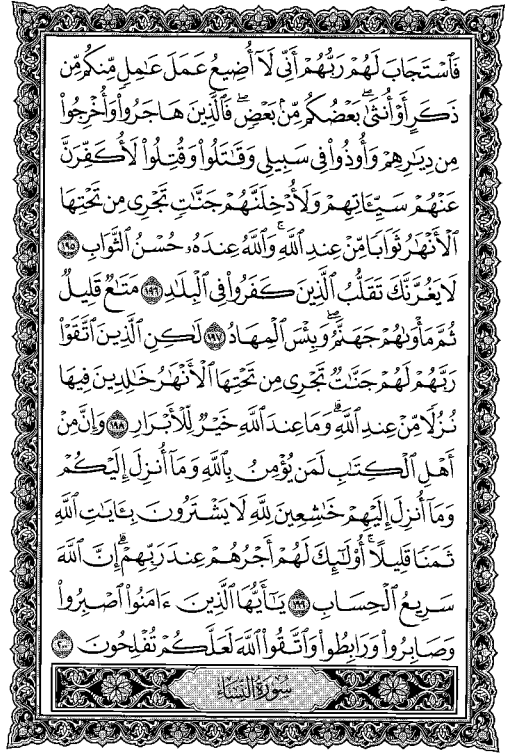 فَٱسۡتَجَابَ لَهُمۡ رَبُّهُمۡ أَنِّي لَآ أُضِيعُ عَمَلَ عَٰمِلٖ مِّنكُم مِّن
ذَكَرٍ أَوۡ أُنثَىٰۖ بَعۡضُكُم مِّنۢ بَعۡضٖۖ فَٱلَّذِينَ هَاجَرُواْ وَأُخۡرِجُواْ
مِن دِيَٰرِهِمۡ وَأُوذُواْ فِي سَبِيلِي وَقَٰتَلُواْ وَقُتِلُواْ لَأُكَفِّرَنَّ
عَنۡهُمۡ سَيِّـَٔاتِهِمۡ وَلَأُدۡخِلَنَّهُمۡ جَنَّٰتٖ تَجۡرِي مِن تَحۡتِهَا
ٱلۡأَنۡهَٰرُ ثَوَابٗا مِّنۡ عِندِ ٱللَّهِۚ وَٱللَّهُ عِندَهُۥ حُسۡنُ ٱلثَّوَابِ ١٩٥
لَا يَغُرَّنَّكَ تَقَلُّبُ ٱلَّذِينَ كَفَرُواْ فِي ٱلۡبِلَٰدِ ١٩٦ مَتَٰعٞ قَلِيلٞ
ثُمَّ مَأۡوَىٰهُمۡ جَهَنَّمُۖ وَبِئۡسَ ٱلۡمِهَادُ ١٩٧ لَٰكِنِ ٱلَّذِينَ ٱتَّقَوۡاْ
رَبَّهُمۡ لَهُمۡ جَنَّٰتٞ تَجۡرِي مِن تَحۡتِهَا ٱلۡأَنۡهَٰرُ خَٰلِدِينَ فِيهَا
نُزُلٗا مِّنۡ عِندِ ٱللَّهِۗ وَمَا عِندَ ٱللَّهِ خَيۡرٞ لِّلۡأَبۡرَارِ ١٩٨ وَإِنَّ مِنۡ
أَهۡلِ ٱلۡكِتَٰبِ لَمَن يُؤۡمِنُ بِٱللَّهِ وَمَآ أُنزِلَ إِلَيۡكُمۡ
وَمَآ أُنزِلَ إِلَيۡهِمۡ خَٰشِعِينَ لِلَّهِ لَا يَشۡتَرُونَ بِـَٔايَٰتِ ٱللَّهِ
ثَمَنٗا قَلِيلًاۚ أُوْلَٰٓئِكَ لَهُمۡ أَجۡرُهُمۡ عِندَ رَبِّهِمۡۗ إِنَّ ٱللَّهَ
سَرِيعُ ٱلۡحِسَابِ ١٩٩ يَٰٓأَيُّهَا ٱلَّذِينَ ءَامَنُواْ ٱصۡبِرُواْ
وَصَابِرُواْ وَرَابِطُواْ وَٱتَّقُواْ ٱللَّهَ لَعَلَّكُمۡ تُفۡلِحُونَ ٢٠٠
سُورَةُ النِّسَاءِ